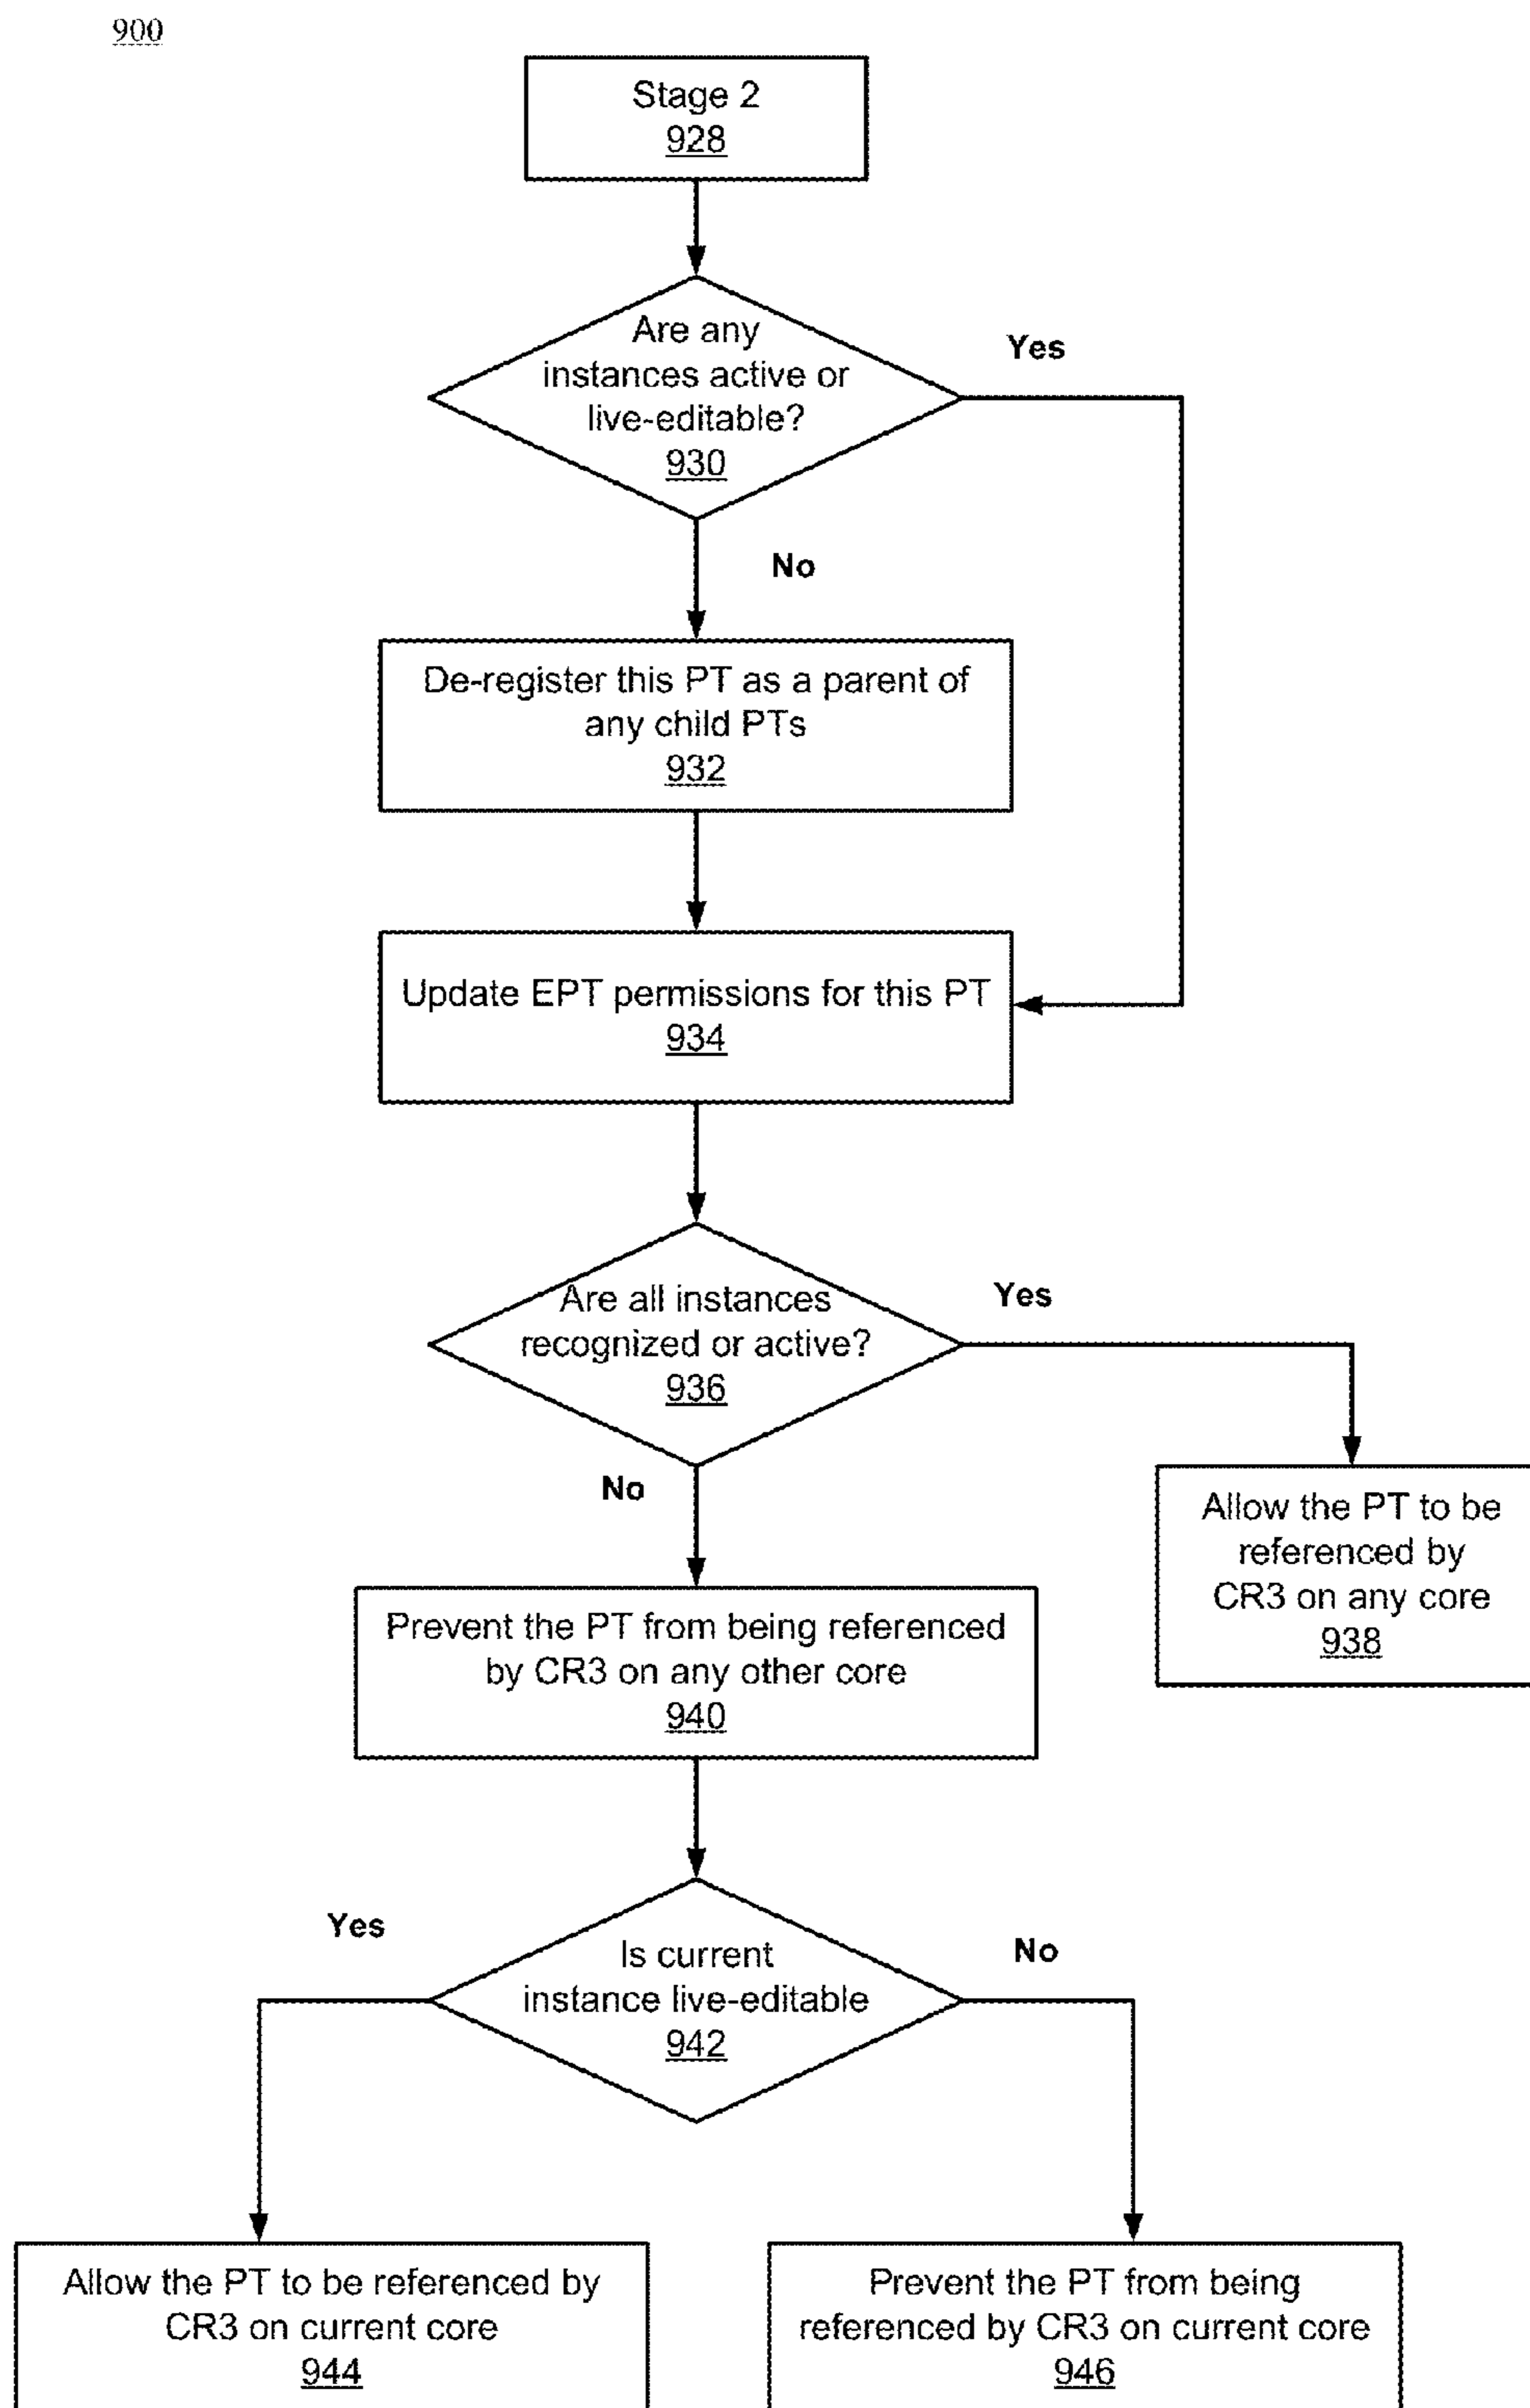 900
Stage 2
928
Are any
instances active or
live-editable?
930
Yes
No
De-register this PT as a parent of
any child PTs
932
Update EPT permissions for this PT
934
Are all instances
recognized or active?
936
Yes
No
Allow the PT to be
referenced by
CR3 on any core
938
Prevent the PT from being referenced
by CR3 on any other core
940
Yes
Is current
instance live-editable
942
No
Allow the PT to be referenced by
CR3 on current core
944
Prevent the PT from being
referenced by CR3 on current core
946